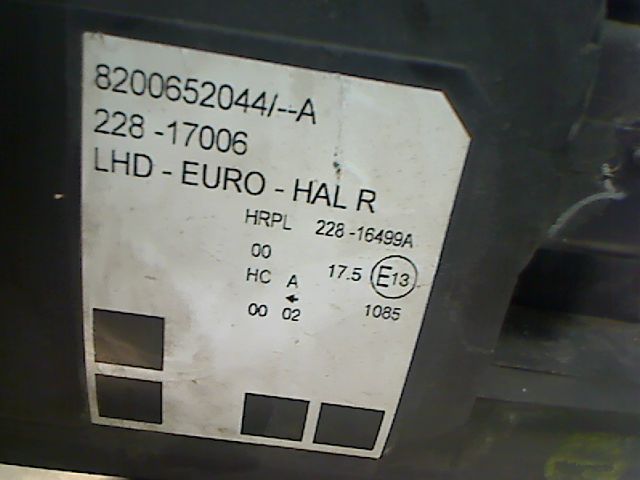 8200652044/--A
228 -17006
LHD - EURO - HAL R
HRPL 228 -16499A
00
HC A 17.5 E13
←
00 02 1085